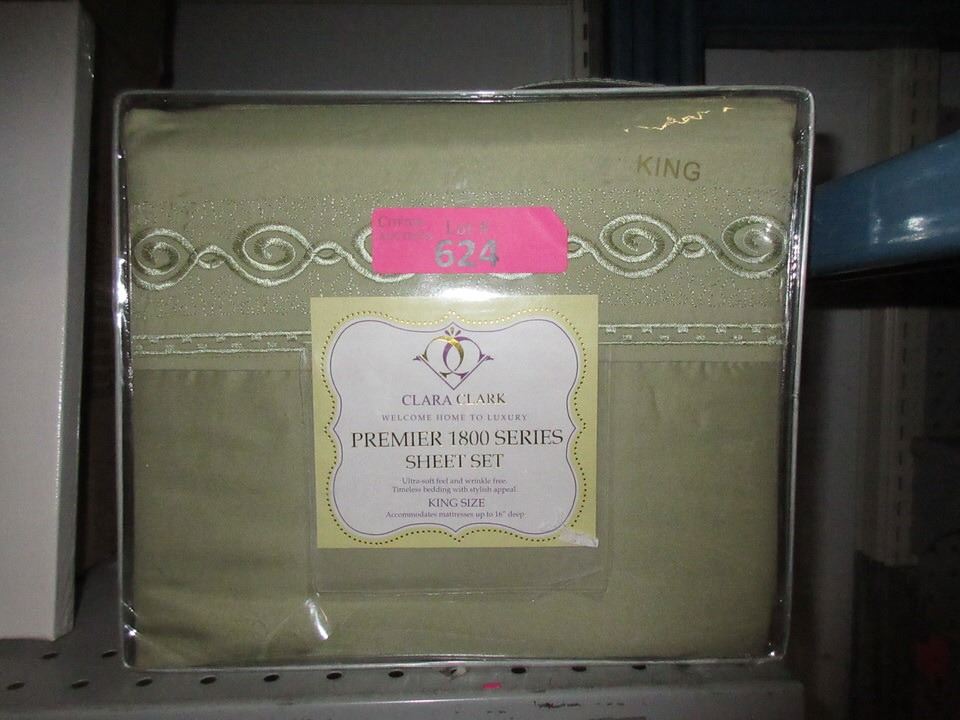 KING
Lot #
624
CLARA CLARK
WELCOME HOME TO LUXURY
PREMIER 1800 SERIES
SHEET SET
Ultra-soft feel and wrinkle free.
Timeless bedding with stylish appeal.
KING SIZE
Accommodates mattresses up to 16" deep